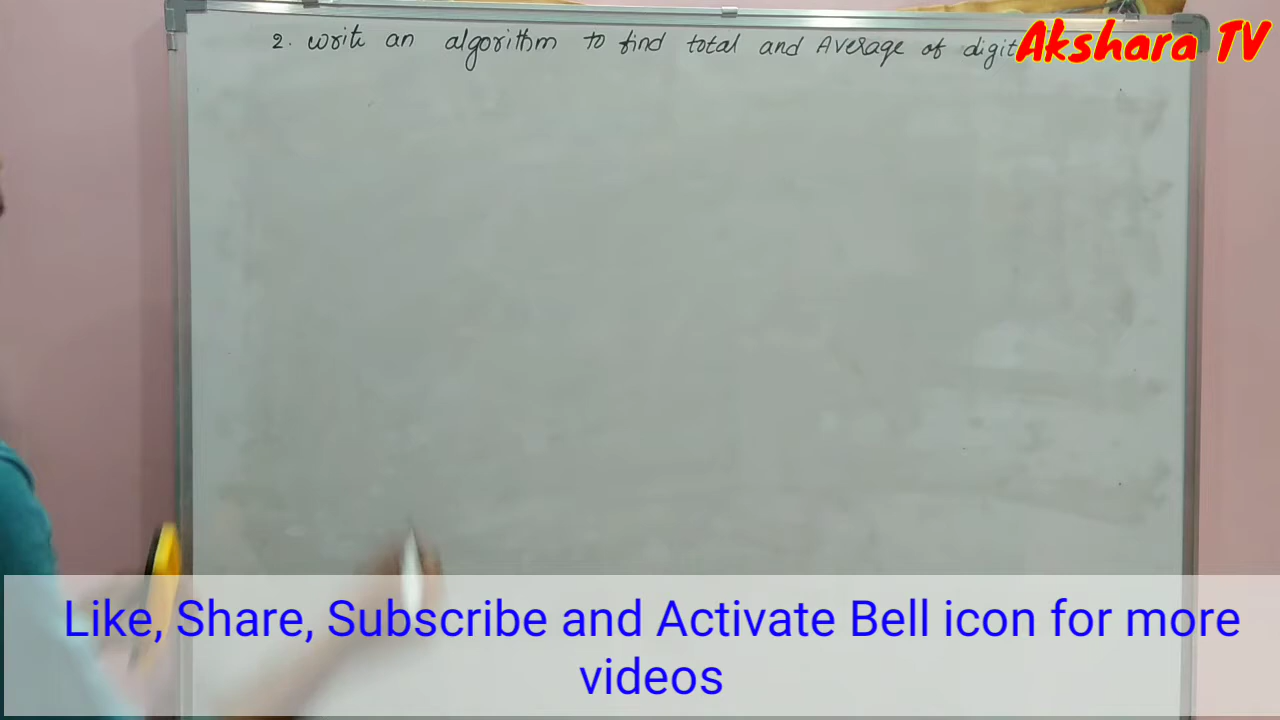 2. write an algorithm to find total and Average of digit
Akshara TV
Like, Share, Subscribe and Activate Bell icon for more
videos